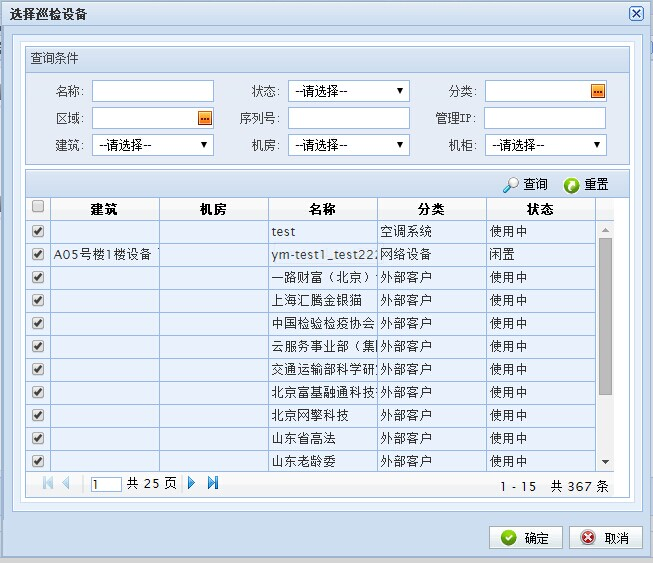 选择巡检设备
查询条件
名称: 状态: --请选择-- 分类:
区域: 序列号: 管理IP:
建筑: --请选择-- 机房: --请选择-- 机柜: --请选择--
查询 重置
建筑 机房 名称 分类 状态
test 空调系统 使用中
A05号楼1楼设备 ym-test1_test222 网络设备 闲置
一路财富（北京） 外部客户 使用中
上海汇腾金银猫 外部客户 使用中
中国检验检疫协会 外部客户 使用中
云服务事业部（集 外部客户 使用中
交通运输部科学研 外部客户 使用中
北京富基融通科技 外部客户 使用中
北京网擎科技 外部客户 使用中
山东省高法 外部客户 使用中
山东老龄委 外部客户 使用中
1 共 25 页 1 - 15 共 367 条
确定 取消